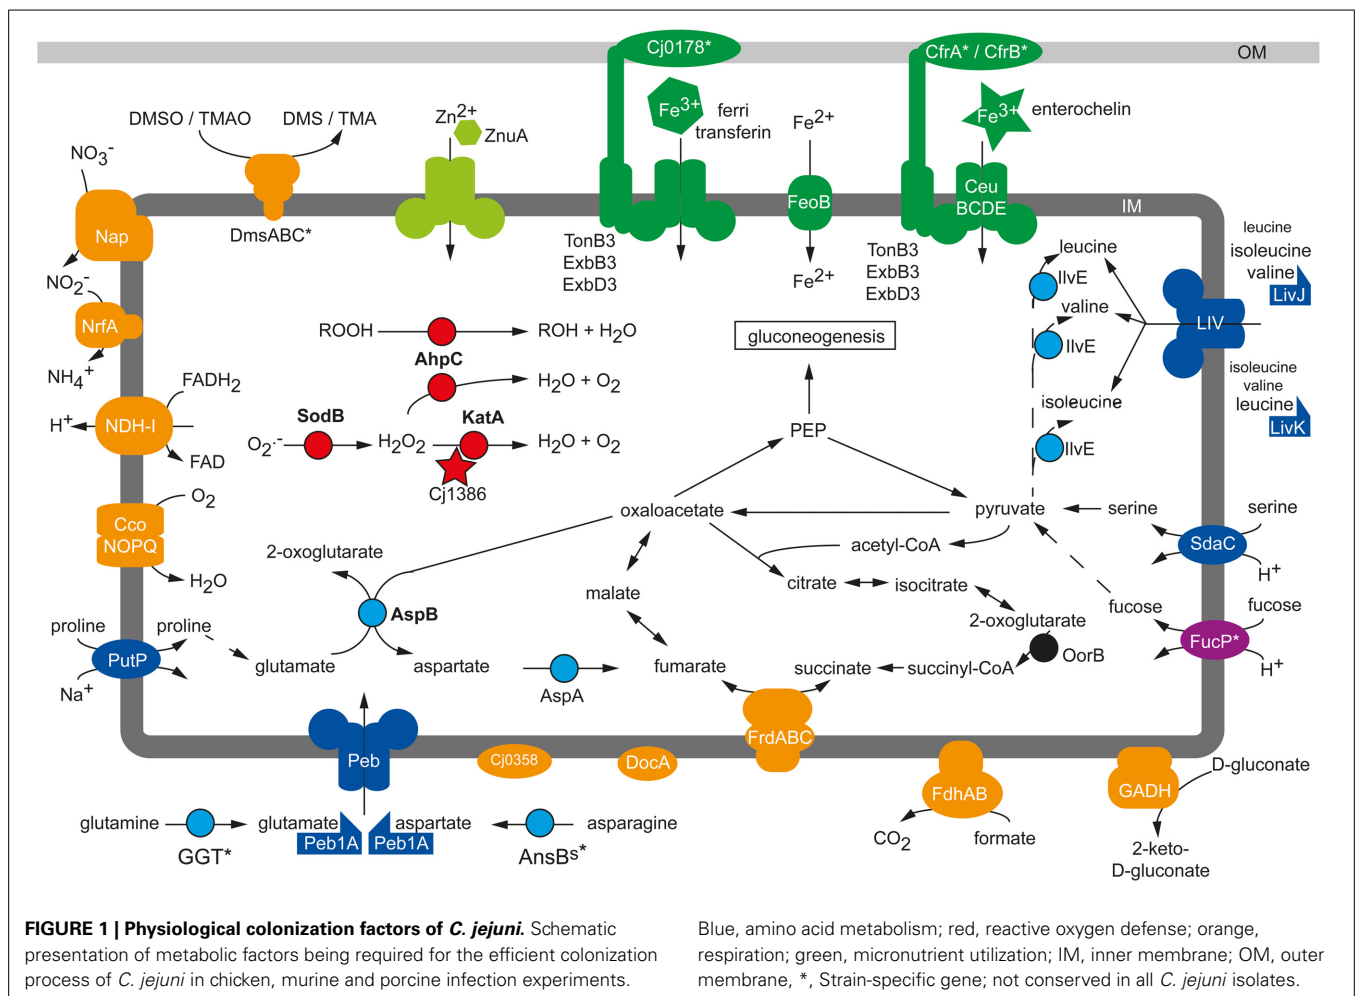 OM
Cj0178*
CfrA* / CfrB*
DMSO / TMAO
DMS / TMA
Zn2+
ZnuA
Fe3+
ferri
transferin
Fe2+
Fe3+
enterochelin
NO3-
Nap
DmsABC*
FeoB
Ceu
BCDE
IM
TonB3
ExbB3
ExbD3
Fe2+
TonB3
ExbB3
ExbD3
leucine
IlvE
valine
IlvE
isoleucine
IlvE
leucine
isoleucine
valine
LivJ
LIV
isoleucine
valine
leucine
LivK
NO2-
NrfA
NH4+
FADH2
H+
NDH-I
FAD
ROOH
ROH + H2O
AhpC
H2O + O2
SodB
KatA
O2.-
H2O2
H2O + O2
Cj1386
gluconeogenesis
PEP
oxaloacetate
pyruvate
serine
serine
SdaC
H+
acetyl-CoA
citrate
isocitrate
malate
2-oxoglutarate
OorB
fucose
fucose
FucP*
H+
O2
Cco
NOPQ
H2O
2-oxoglutarate
AspB
proline
proline
PutP
Na+
glutamate
aspartate
AspA
fumarate
succinate
succinyl-CoA
FrdABC
Peb
Cj0358
DocA
FdhAB
CO2
formate
GADH
D-gluconate
2-keto-
D-gluconate
glutamine
GGT*
glutamate
Peb1A
aspartate
Peb1A
AnsBs*
asparagine
FIGURE 1 | Physiological colonization factors of C. jejuni. Schematic
presentation of metabolic factors being required for the efficient colonization
process of C. jejuni in chicken, murine and porcine infection experiments.
Blue, amino acid metabolism; red, reactive oxygen defense; orange,
respiration; green, micronutrient utilization; IM, inner membrane; OM, outer
membrane, *, Strain-specific gene; not conserved in all C. jejuni isolates.